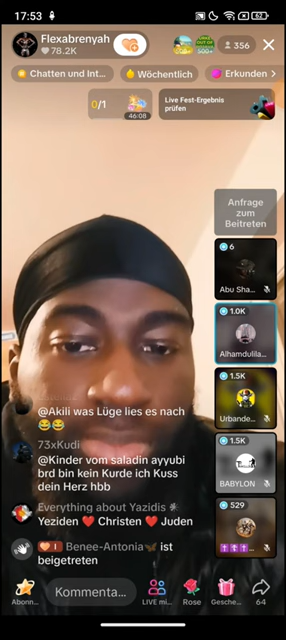 17:53
62
Flexabrenyah
78.2K
500+
356
Chatten und Int...
Wöchentlich
Erkunden
0/1
46:08
Live Fest-Ergebnis
prüfen
Anfrage
zum
Beitreten
6
Abu Sha...
1.0K
Alhamdulila...
1.5K
Urbande...
1.5K
BABYLON
529
@Akili was Lüge lies es nach
😂😂
73xKudi
@Kinder vom saladin ayyubi
brd bin kein Kurde ich Kuss
dein Herz hbb
Everything about Yazidis
Yeziden ❤️ Christen ❤️ Juden
1 Benee-Antonia🦋 ist
beigetreten
Abonn...
Kommenta...
LIVE mi...
Rose
Gesche...
64